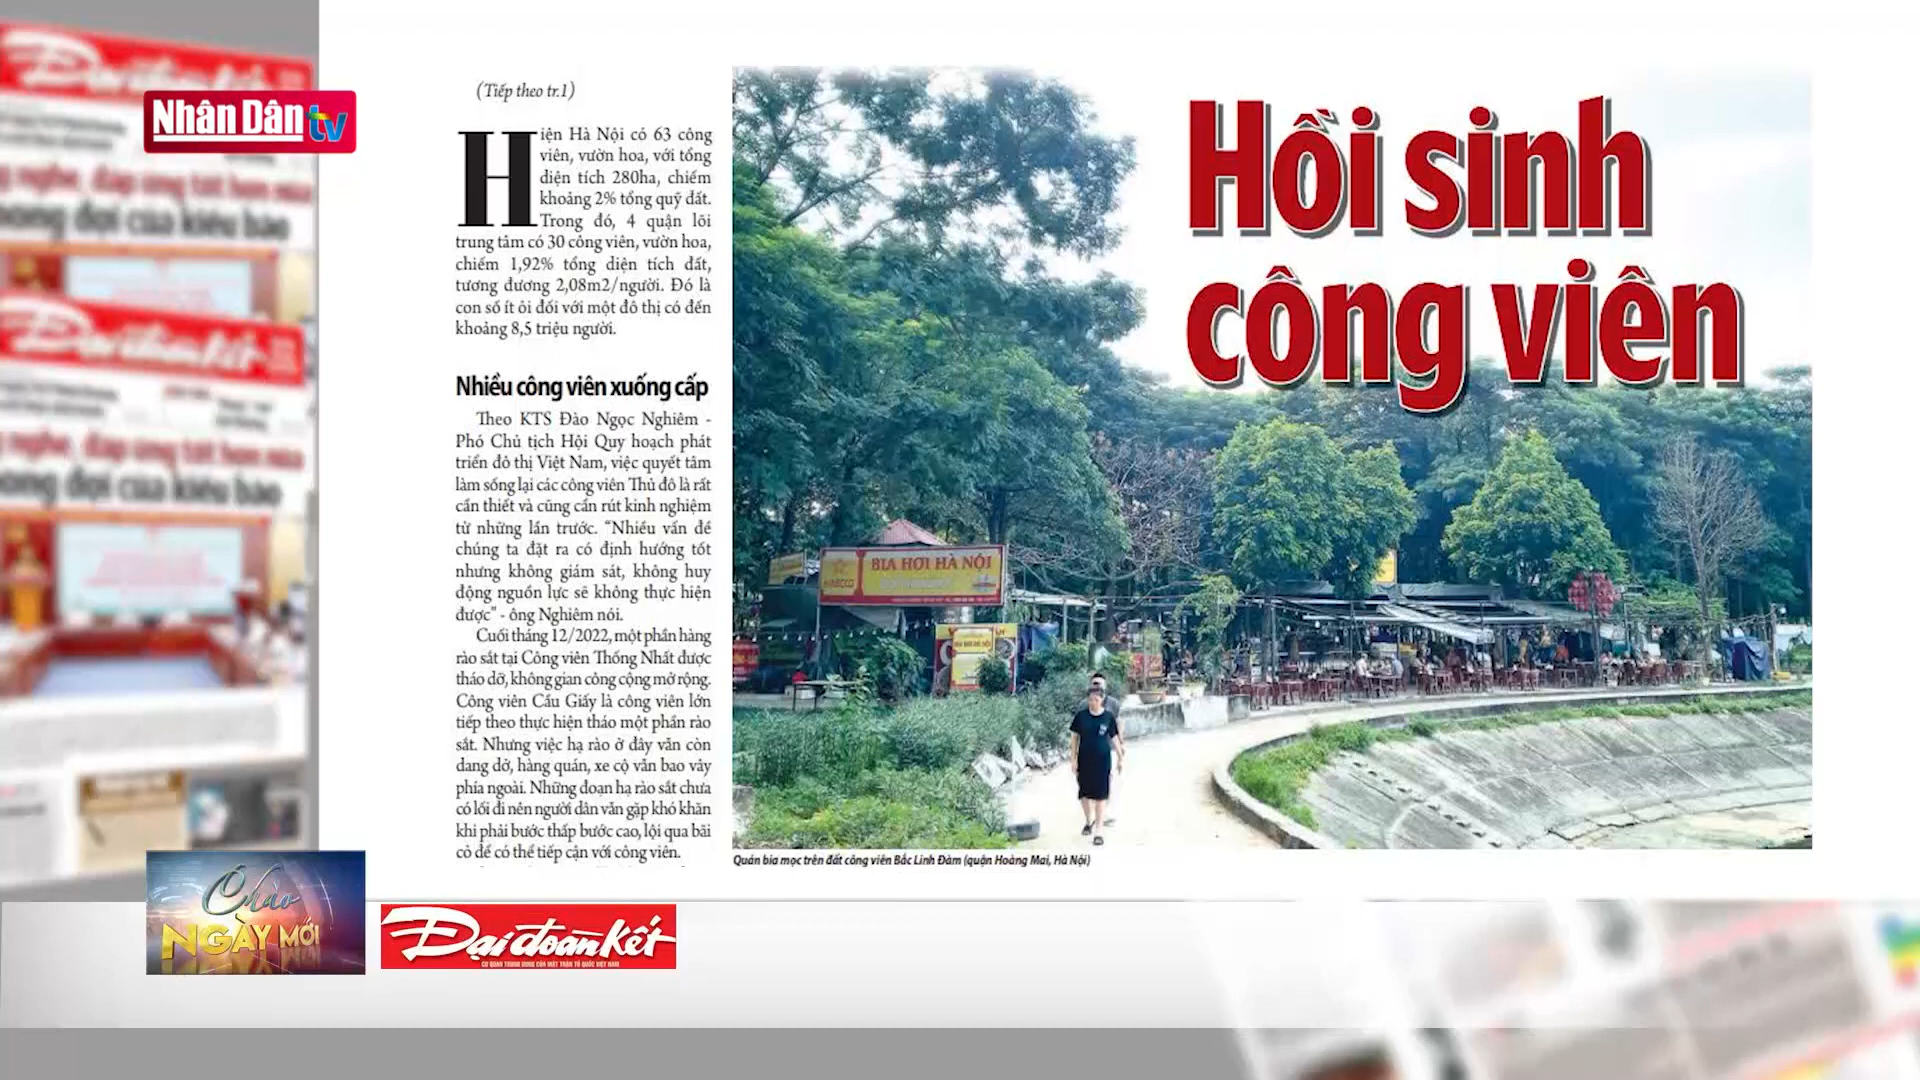 Nhân Dân tv
(Tiếp theo tr.1)
Hiện Hà Nội có 63 công
viên, vườn hoa, với tổng
diện tích 280ha, chiếm
khoảng 2% tổng quỹ đất.
Trong đó, 4 quận lõi
trung tâm có 30 công viên, vườn hoa,
chiếm 1,92% tổng diện tích đất,
tương đương 2,08m2/người. Đó là
con số ít ỏi đối với một đô thị có đến
khoảng 8,5 triệu người.
Nhiều công viên xuống cấp
Theo KTS Đào Ngọc Nghiêm -
Phó Chủ tịch Hội Quy hoạch phát
triển đô thị Việt Nam, việc quyết tâm
làm sống lại các công viên Thủ đô là rất
cần thiết và cũng cần rút kinh nghiệm
từ những lần trước. “Nhiều vấn đề
chúng ta đặt ra có định hướng tốt
nhưng không giám sát, không huy
động nguồn lực sẽ không thực hiện
được” - ông Nghiêm nói.
Cuối tháng 12/2022, một phần hàng
rào sắt tại Công viên Thống Nhất được
tháo dỡ, không gian công cộng mở rộng.
Công viên Cầu Giấy là công viên lớn
tiếp theo thực hiện tháo một phần rào
sắt. Nhưng việc hạ rào ở đây vẫn còn
dang dở, hàng quán, xe cộ vẫn bao vây
phía ngoài. Những đoạn hạ rào sắt chưa
có lối đi nên người dân vẫn gặp khó khăn
khi phải bước thấp bước cao, lội qua bãi
cỏ để có thể tiếp cận với công viên.
Hồi sinh
công viên
BIA HƠI HÀ NỘI
HABECO
Quán bia mọc trên đất công viên Bắc Linh Đàm (quận Hoàng Mai, Hà Nội)
Chào
NGÀY MỚI
Đại đoàn kết
CƠ QUAN TRUNG ƯƠNG CỦA MẶT TRẬN TỔ QUỐC VIỆT NAM